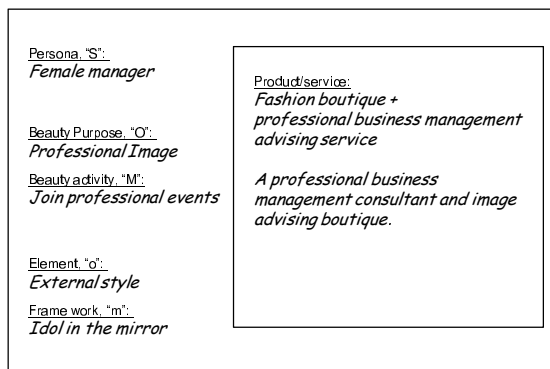 Persona, “S”:
Female manager
Beauty Purpose, “O”:
Professional Image
Beauty activity, “M”:
Join professional events
Element, “o”:
External style
Frame work, “m”:
Idol in the mirror
Product/service:
Fashion boutique +
professional business management
advising service
A professional business
management consultant and image
advising boutique.